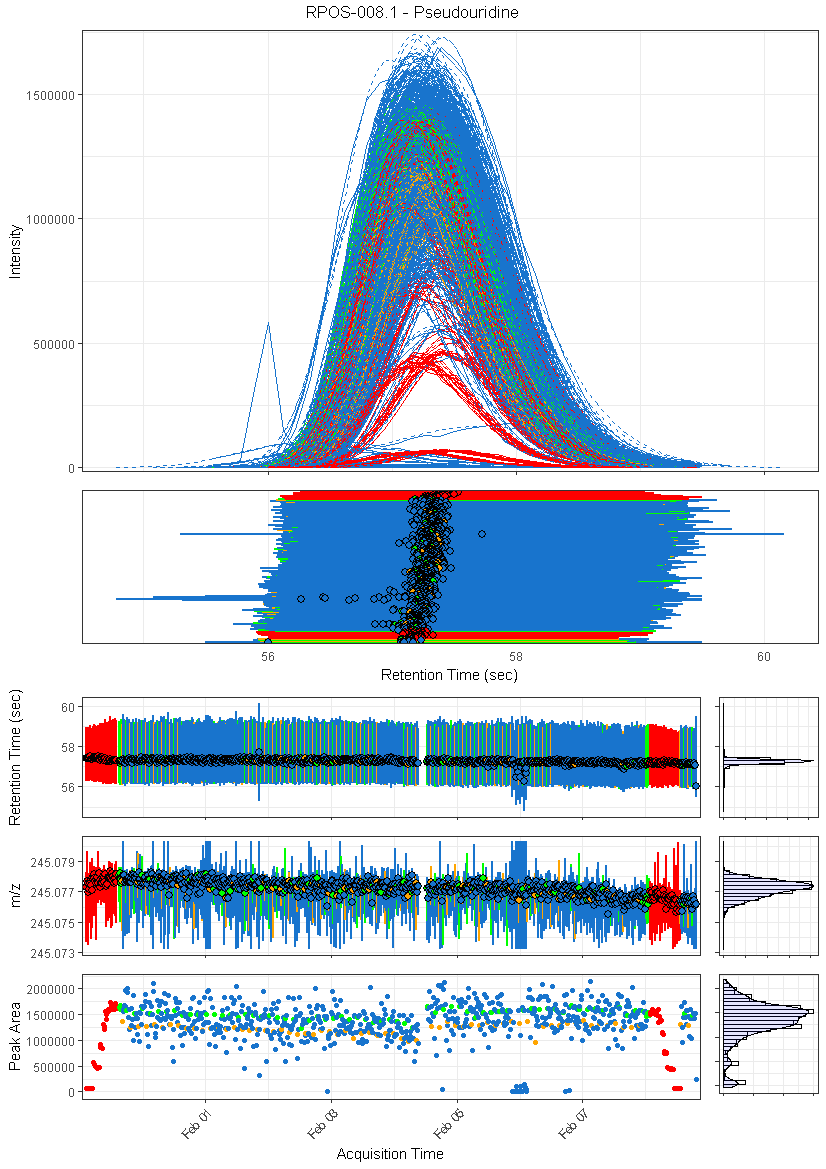 RPOS-008.1 - Pseudouridine
1500000
1000000
500000
0
Intensity
56
58
60
Retention Time (sec)
60
58
56
Retention Time (sec)
245.079
245.077
245.075
245.073
m/z
2000000
1500000
1000000
500000
0
Peak Area
Feb 01
Feb 03
Feb 05
Feb 07
Acquisition Time